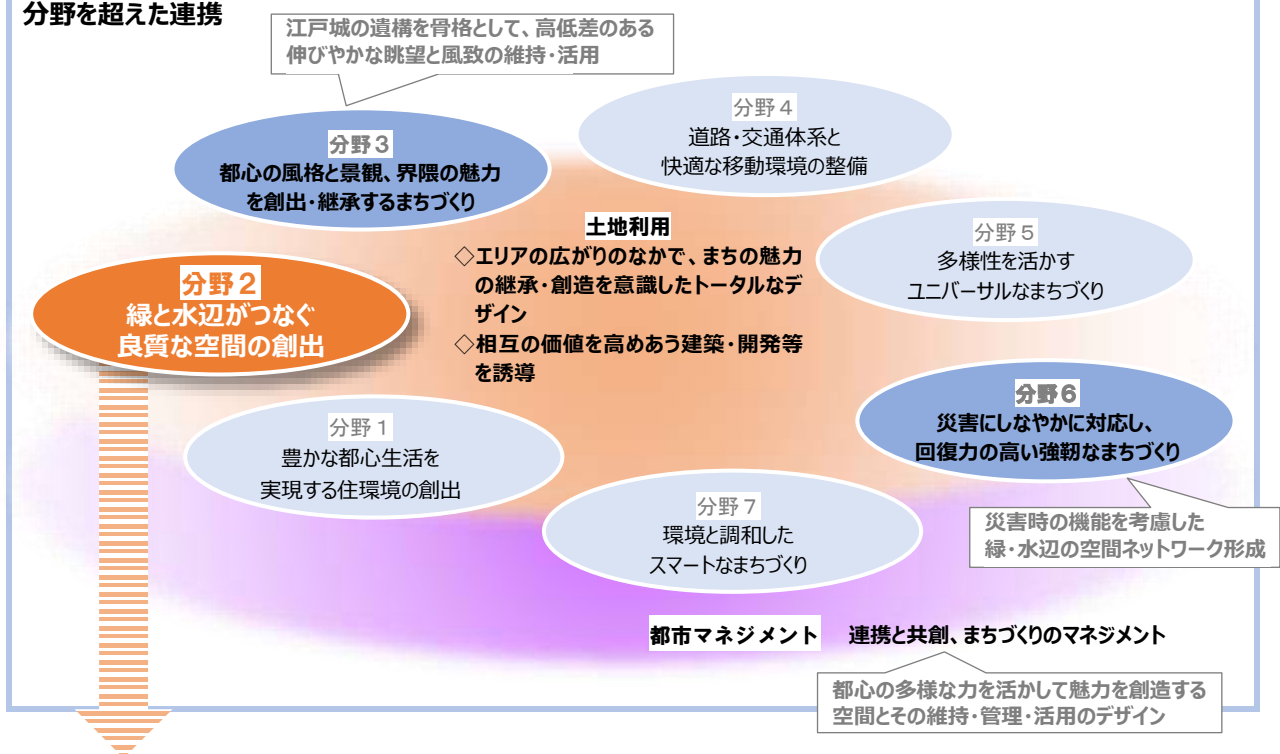 分野を超えた連携
江戸城の遺構を骨格として、高低差のある
伸びやかな眺望と風致の維持・活用
分野3
都心の風格と景観、界隈の魅力
を創出・継承するまちづくり
分野4
道路・交通体系と
快適な移動環境の整備
土地利用
◇エリアの広がりのなかで、まちの魅力
の継承・創造を意識したトータルなデ
ザイン
◇相互の価値を高めあう建築・開発等
を誘導
分野5
多様性を活かす
ユニバーサルなまちづくり
分野2
緑と水辺がつなぐ
良質な空間の創出
分野6
災害にしなやかに対応し、
回復力の高い強靭なまちづくり
分野1
豊かな都心生活を
実現する住環境の創出
分野7
環境と調和した
スマートなまちづくり
災害時の機能を考慮した
緑・水辺の空間ネットワーク形成
都市マネジメント 連携と共創、まちづくりのマネジメント
都心の多様な力を活かして魅力を創造する
空間とその維持・管理・活用のデザイン